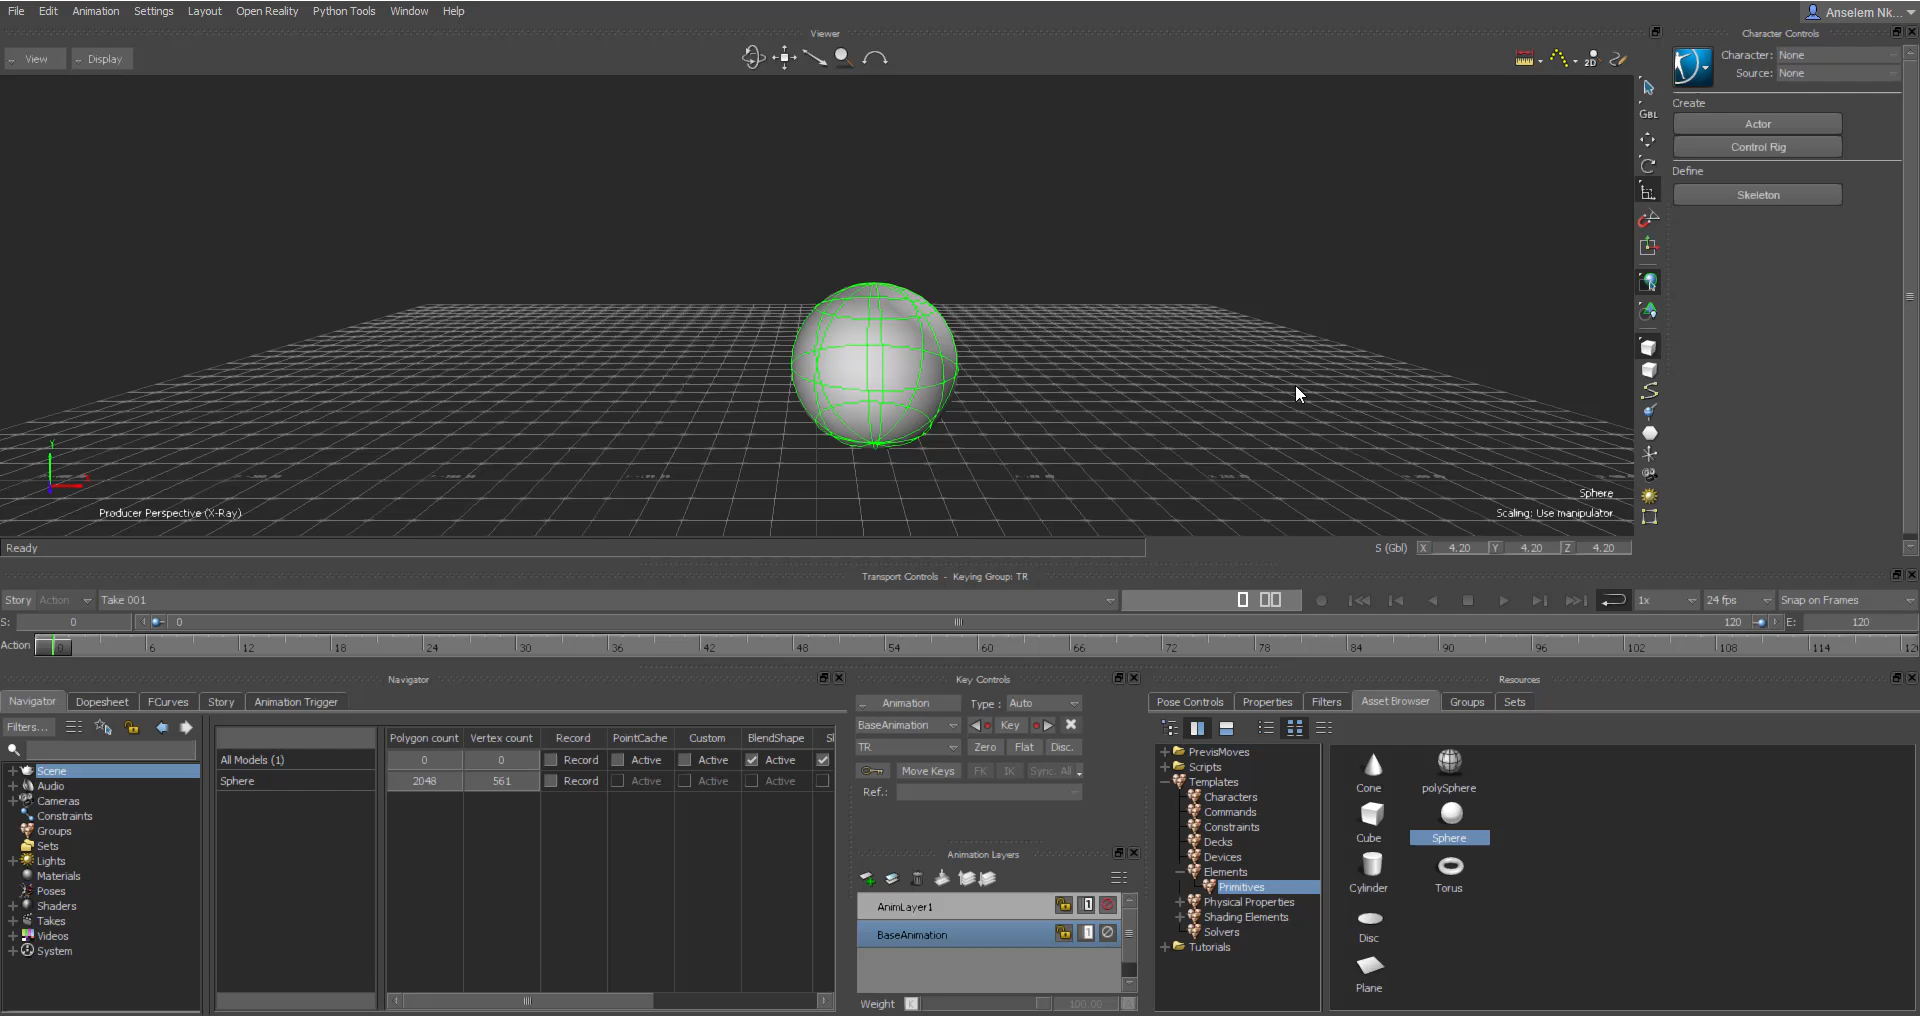 File Edit Animation Settings Layout Open Reality Python Tools Window Help
Anselem Nk...
Viewer
Character Controls
View Display
2D
Character: None
Source: None
Create
GBL
Actor
Control Rig
Define
Skeleton
Y
X
Producer Perspective (X-Ray)
Sphere
Scaling: Use manipulator
Ready
S (Gbl) X 4.20 Y 4.20 Z 4.20
Transport Controls - Keying Group: TR
Story Action Take 001
1x 24 fps Snap on Frames
S: 0 0 120 E: 120
Action 0 6 12 18 24 30 36 42 48 54 60 66 72 78 84 90 96 102 108 114 12
Navigator
Navigator Dopesheet FCurves Story Animation Trigger
Filters...
Scene
Audio
Cameras
Constraints
Groups
Sets
Lights
Materials
Poses
Shaders
Takes
Videos
System
Polygon count Vertex count Record PointCache Custom BlendShape Sl
All Models (1) 0 0 Record Active Active Active
Sphere 2048 561 Record Active Active Active
Key Controls
Animation Type : Auto
BaseAnimation Key
TR Zero Flat Disc.
Move Keys FK IK Sync. All
Ref.:
Animation Layers
AnimLayer1 1
BaseAnimation 1
Weight K 100.00
Resources
Pose Controls Properties Filters Asset Browser Groups Sets
PrevisMoves
Scripts
Templates
Characters
Commands
Constraints
Decks
Devices
Elements
Primitives
Physical Properties
Shading Elements
Solvers
Tutorials
Cone polySphere
Cube Sphere
Cylinder Torus
Disc
Plane